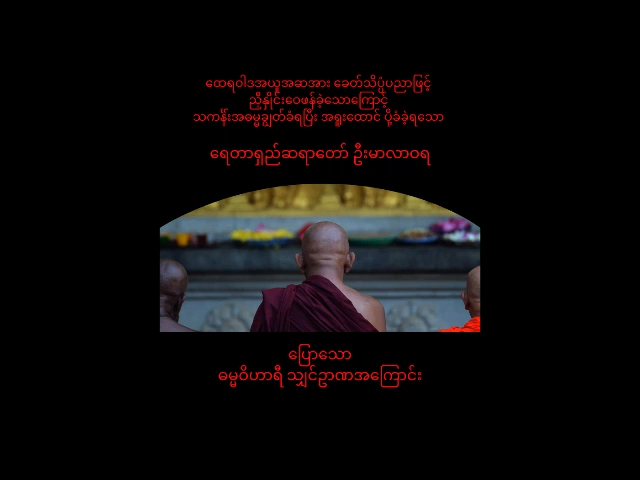 ထေရဝါဒအယူအဆအား ခေတ်သိပ္ပံပညာဖြင့်
ညှိနှိုင်းဝေဖန်ခဲ့သောကြောင့်
သင်္ကန်းအဓမ္မချွတ်ခံရပြီး အရူးထောင် ပို့ခံခဲ့ရသော
ရေတာရှည်ဆရာတော် ဦးမာလာဝရ
ပြောသော
ဓမ္မဝိဟာရီ သျှင်ဥာဏအကြောင်း